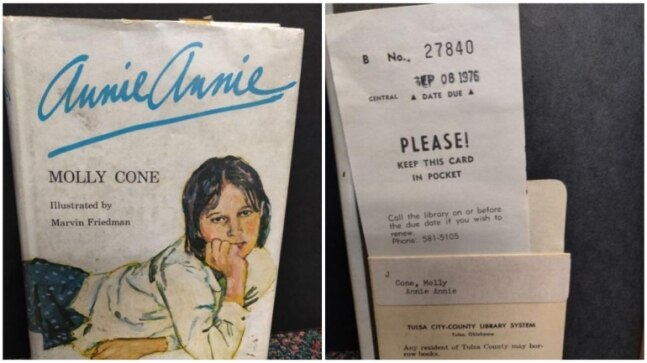 Annie Annie
MOLLY CONE
Illustrated by
Marvin Friedman
B No. 27840
SEP 08 1976
CENTRAL ▲ DATE DUE ▲
PLEASE!
KEEP THIS CARD
IN POCKET
Call the library on or before
the due date if you wish to
renew.
Phone: 581-5105
J
Cone, Molly
Annie Annie
TULSA CITY-COUNTY LIBRARY SYSTEM
Tulsa, Oklahoma
Any resident of Tulsa County may bor-
row books.